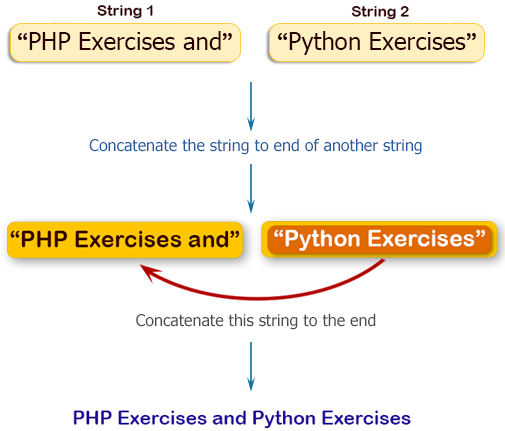 String 1
String 2
“PHP Exercises and”
“Python Exercises”
Concatenate the string to end of another string
“PHP Exercises and”
“Python Exercises”
Concatenate this string to the end
PHP Exercises and Python Exercises